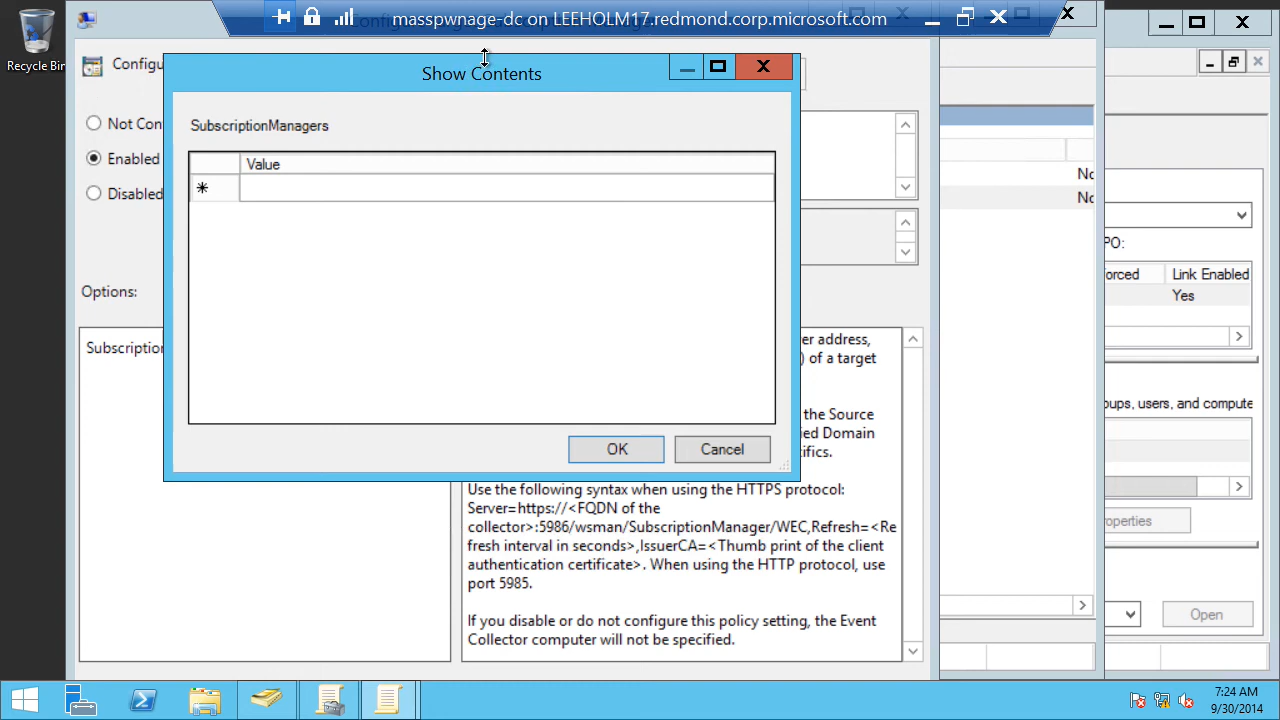 Recycle Bin
masspwnage-dc on LEEHOLM17.redmond.corp.microsoft.com
Configu
Show Contents
Not Con
Enabled
Disabled
SubscriptionManagers
Value
No
No
PO:
orced
Link Enabled
Yes
Options:
Subscription
er address,
) of a target
the Source
ied Domain
ifics.
OK
Cancel
oups, users, and compute
Use the following syntax when using the HTTPS protocol:
Server=https://<FQDN of the
collector>:5986/wsman/SubscriptionManager/WEC,Refresh=<Re
fresh interval in seconds>,IssuerCA=<Thumb print of the client
authentication certificate>. When using the HTTP protocol, use
port 5985.
If you disable or do not configure this policy setting, the Event
Collector computer will not be specified.
roperties
Open
7:24 AM
9/30/2014